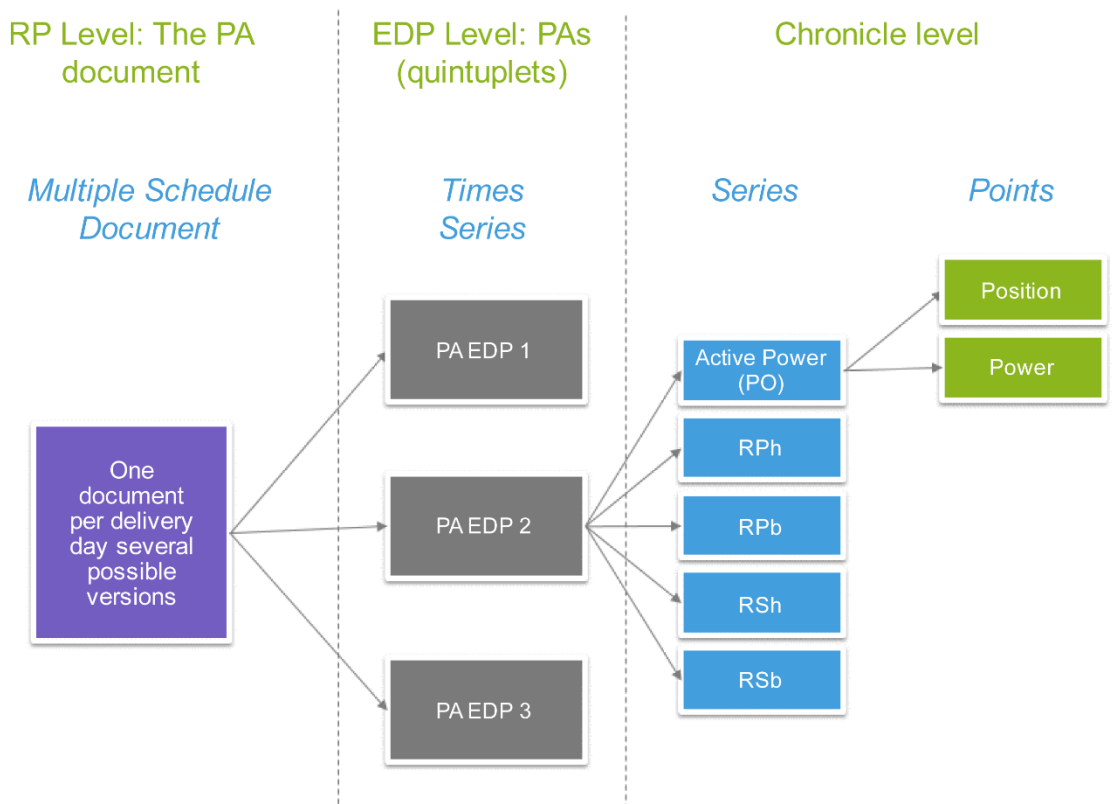 RP Level: The PA
document
EDP Level: PAs
(quintuplets)
Chronicle level
Multiple Schedule
Document
Times
Series
Series
Points
One
document
per delivery
day several
possible
versions
PA EDP 1
PA EDP 2
PA EDP 3
Active Power
(PO)
RPh
RPb
RSh
RSb
Position
Power